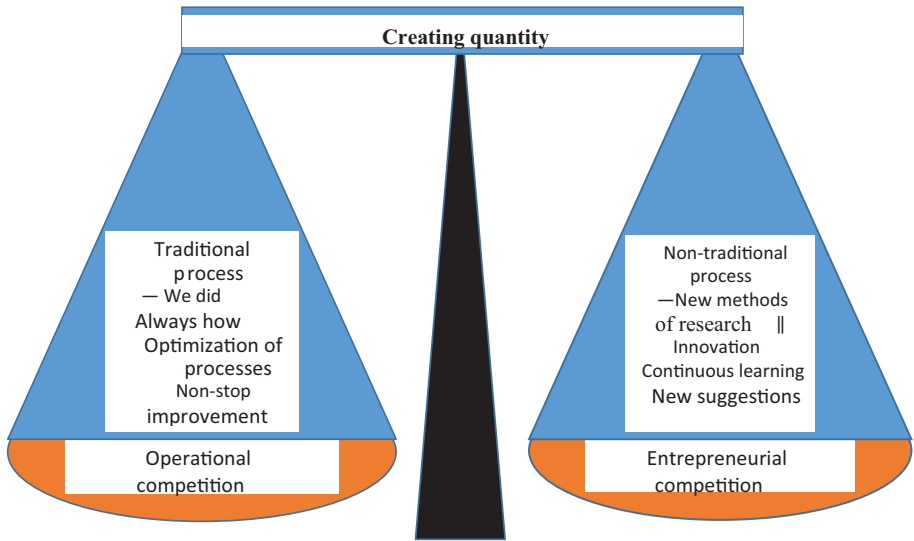 Creating quantity
Traditional
process
— We did
Always how
Optimization of
processes
Non-stop
improvement
Operational
competition
Non-traditional
process
—New methods
of research ‖
Innovation
Continuous learning
New suggestions
Entrepreneurial
competition